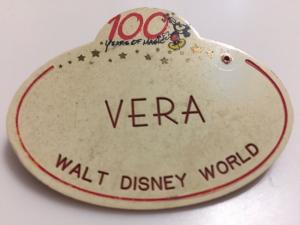 100
YEARS OF MAGIC
VERA
WALT DISNEY WORLD